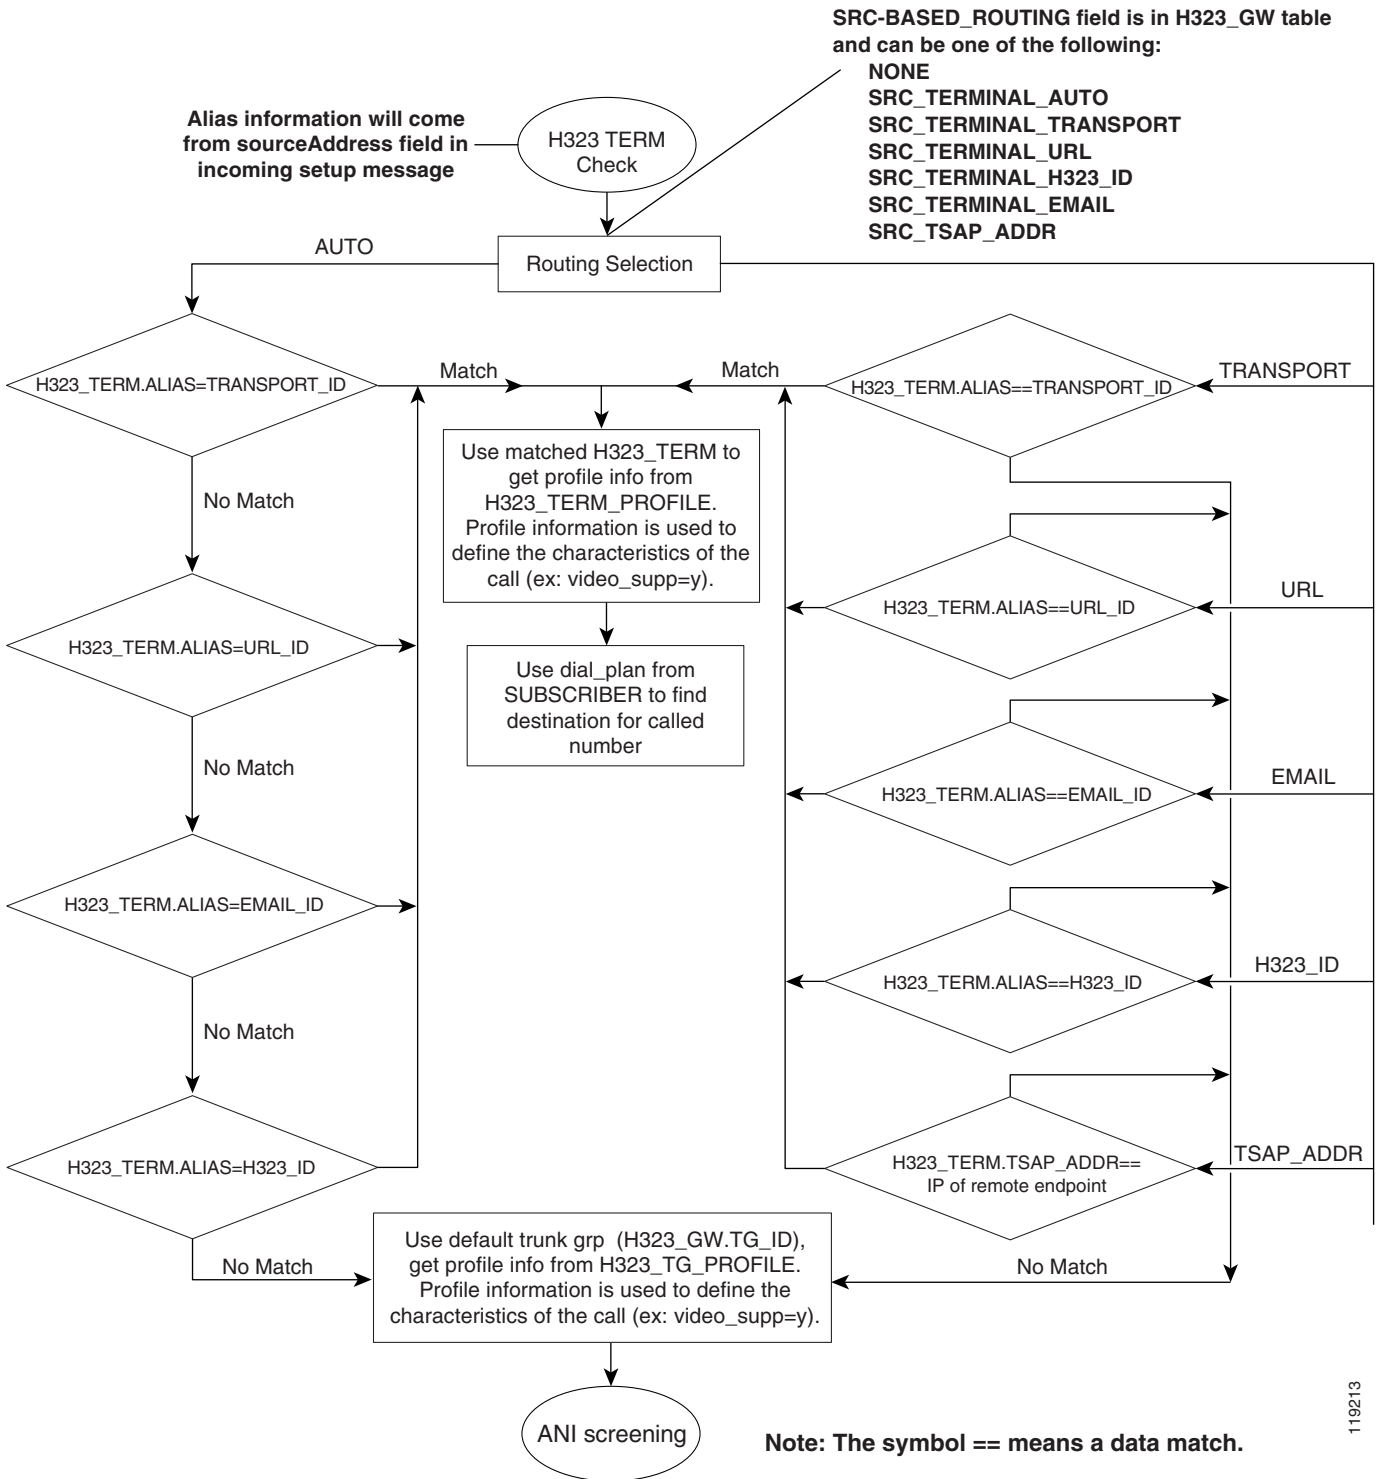 SRC-BASED_ROUTING field is in H323_GW table
and can be one of the following:
NONE
SRC_TERMINAL_AUTO
SRC_TERMINAL_TRANSPORT
SRC_TERMINAL_URL
SRC_TERMINAL_H323_ID
SRC_TERMINAL_EMAIL
SRC_TSAP_ADDR
Alias information will come
from sourceAddress field in
incoming setup message
H323 TERM
Check
AUTO
Routing Selection
H323_TERM.ALIAS=TRANSPORT_ID
Match
Match
H323_TERM.ALIAS==TRANSPORT_ID
TRANSPORT
No Match
Use matched H323_TERM to
get profile info from
H323_TERM_PROFILE.
Profile information is used to
define the characteristics of the
call (ex: video_supp=y).
H323_TERM.ALIAS==URL_ID
URL
H323_TERM.ALIAS=URL_ID
Use dial_plan from
SUBSCRIBER to find
destination for called
number
No Match
H323_TERM.ALIAS==EMAIL_ID
EMAIL
H323_TERM.ALIAS=EMAIL_ID
H323_TERM.ALIAS==H323_ID
H323_ID
No Match
H323_TERM.ALIAS=H323_ID
H323_TERM.TSAP_ADDR==
IP of remote endpoint
TSAP_ADDR
No Match
Use default trunk grp (H323_GW.TG_ID),
get profile info from H323_TG_PROFILE.
Profile information is used to define the
characteristics of the call (ex: video_supp=y).
No Match
ANI screening
Note: The symbol == means a data match.
119213